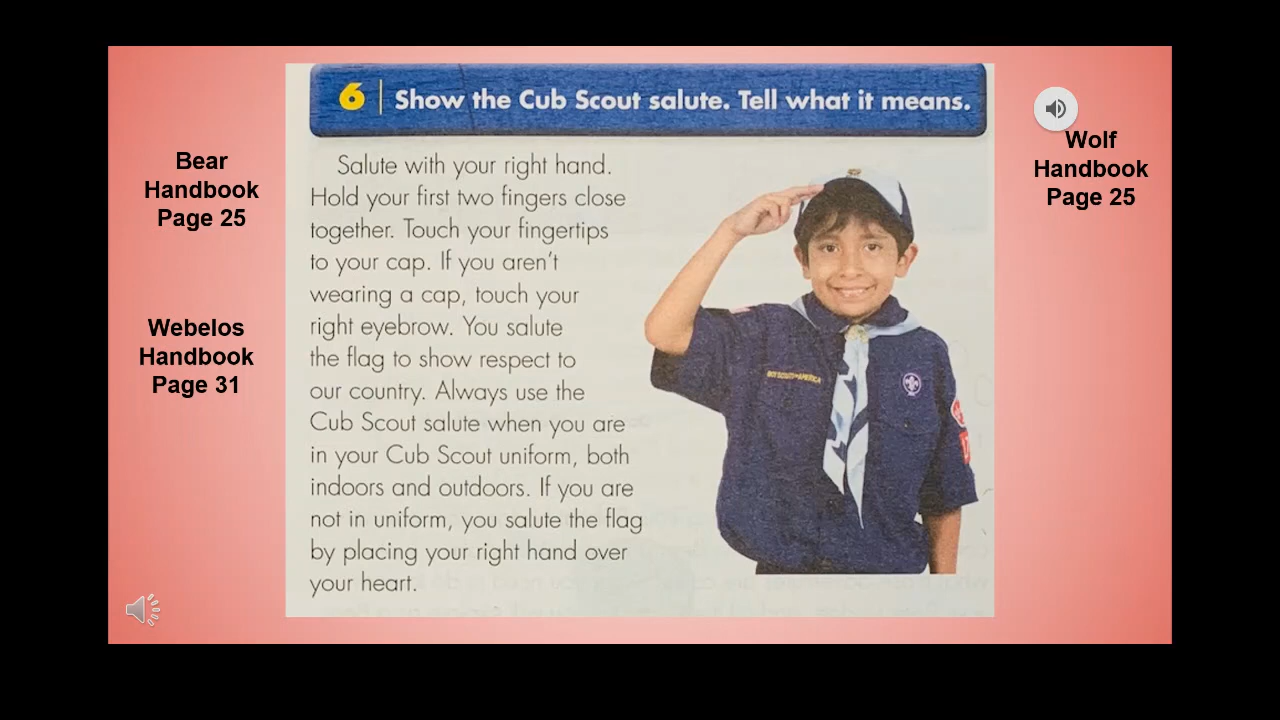 6 Show the Cub Scout salute. Tell what it means.
Bear
Handbook
Page 25
Webelos
Handbook
Page 31
Salute with your right hand.
Hold your first two fingers close
together. Touch your fingertips
to your cap. If you aren't
wearing a cap, touch your
right eyebrow. You salute
the flag to show respect to
our country. Always use the
Cub Scout salute when you are
in your Cub Scout uniform, both
indoors and outdoors. If you are
not in uniform, you salute the flag
by placing your right hand over
your heart.
BOY SCOUTS OF AMERICA
Wolf
Handbook
Page 25